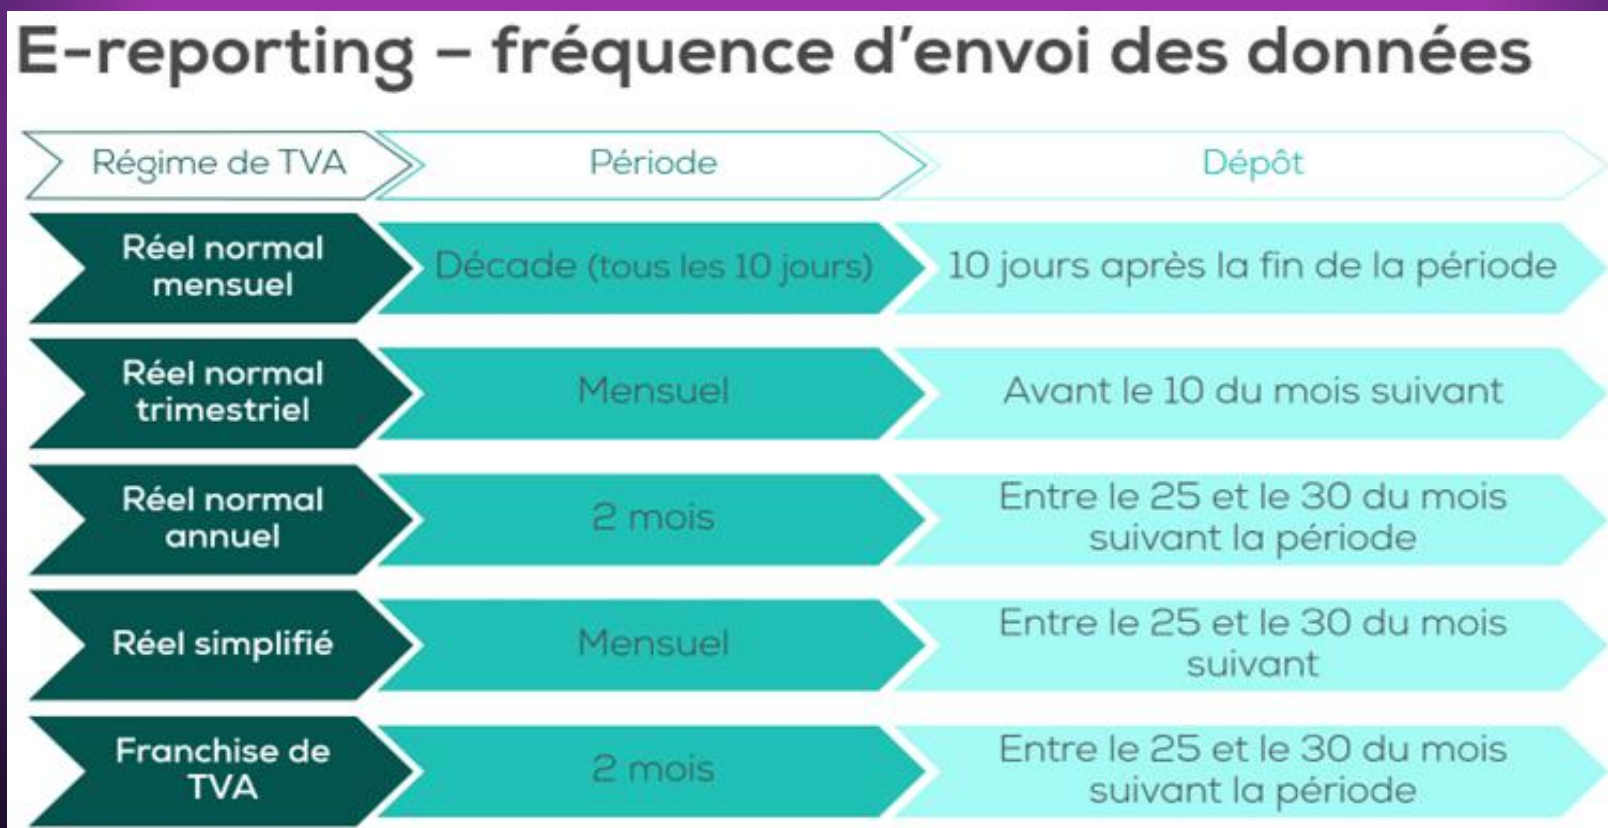 E-reporting – fréquence d'envoi des données
Régime de TVA
Période
Dépôt
Réel normal
mensuel
Décade (tous les 10 jours)
10 jours après la fin de la période
Réel normal
trimestriel
Mensuel
Avant le 10 du mois suivant
Réel normal
annuel
2 mois
Entre le 25 et le 30 du mois
suivant la période
Réel simplifié
Mensuel
Entre le 25 et le 30 du mois
suivant
Franchise de
TVA
2 mois
Entre le 25 et le 30 du mois
suivant la période